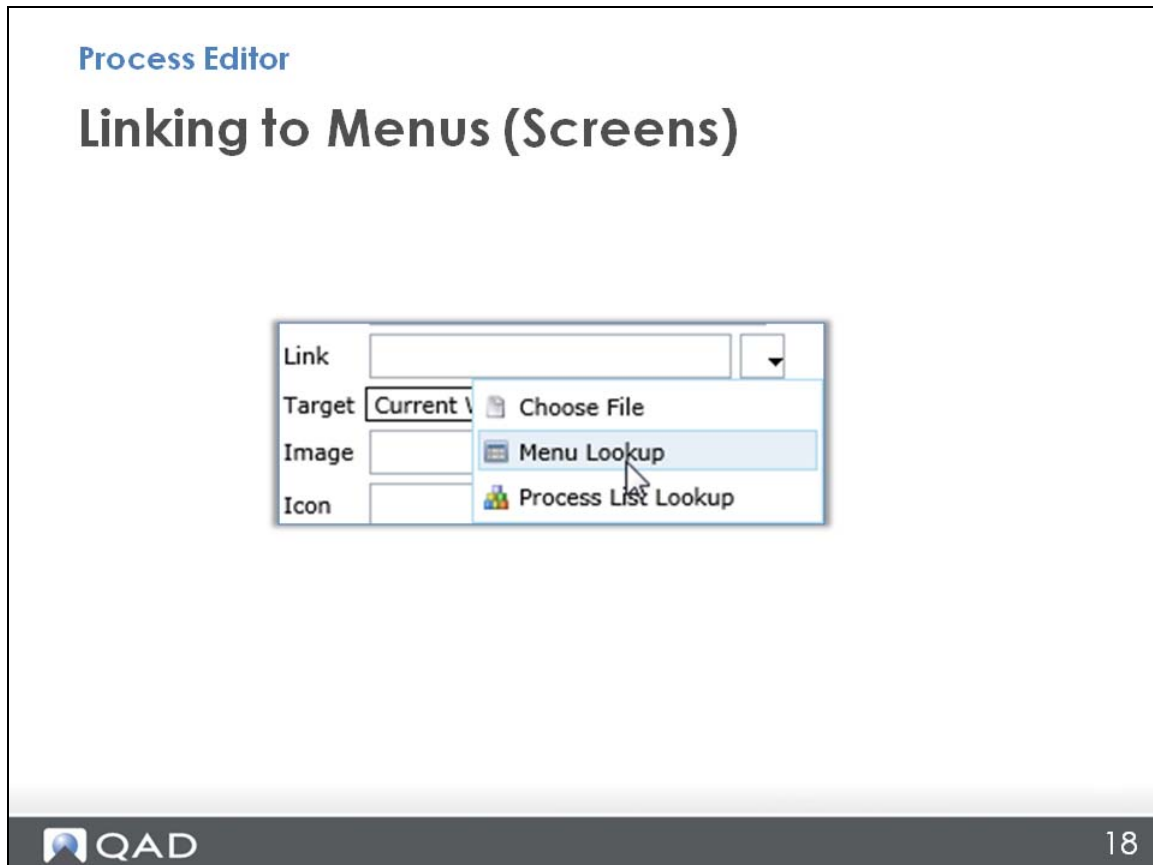 Process Editor
Linking to Menus (Screens)
Link
Target Current
Choose File
Image
Menu Lookup
Icon
Process List Lookup
QAD
18